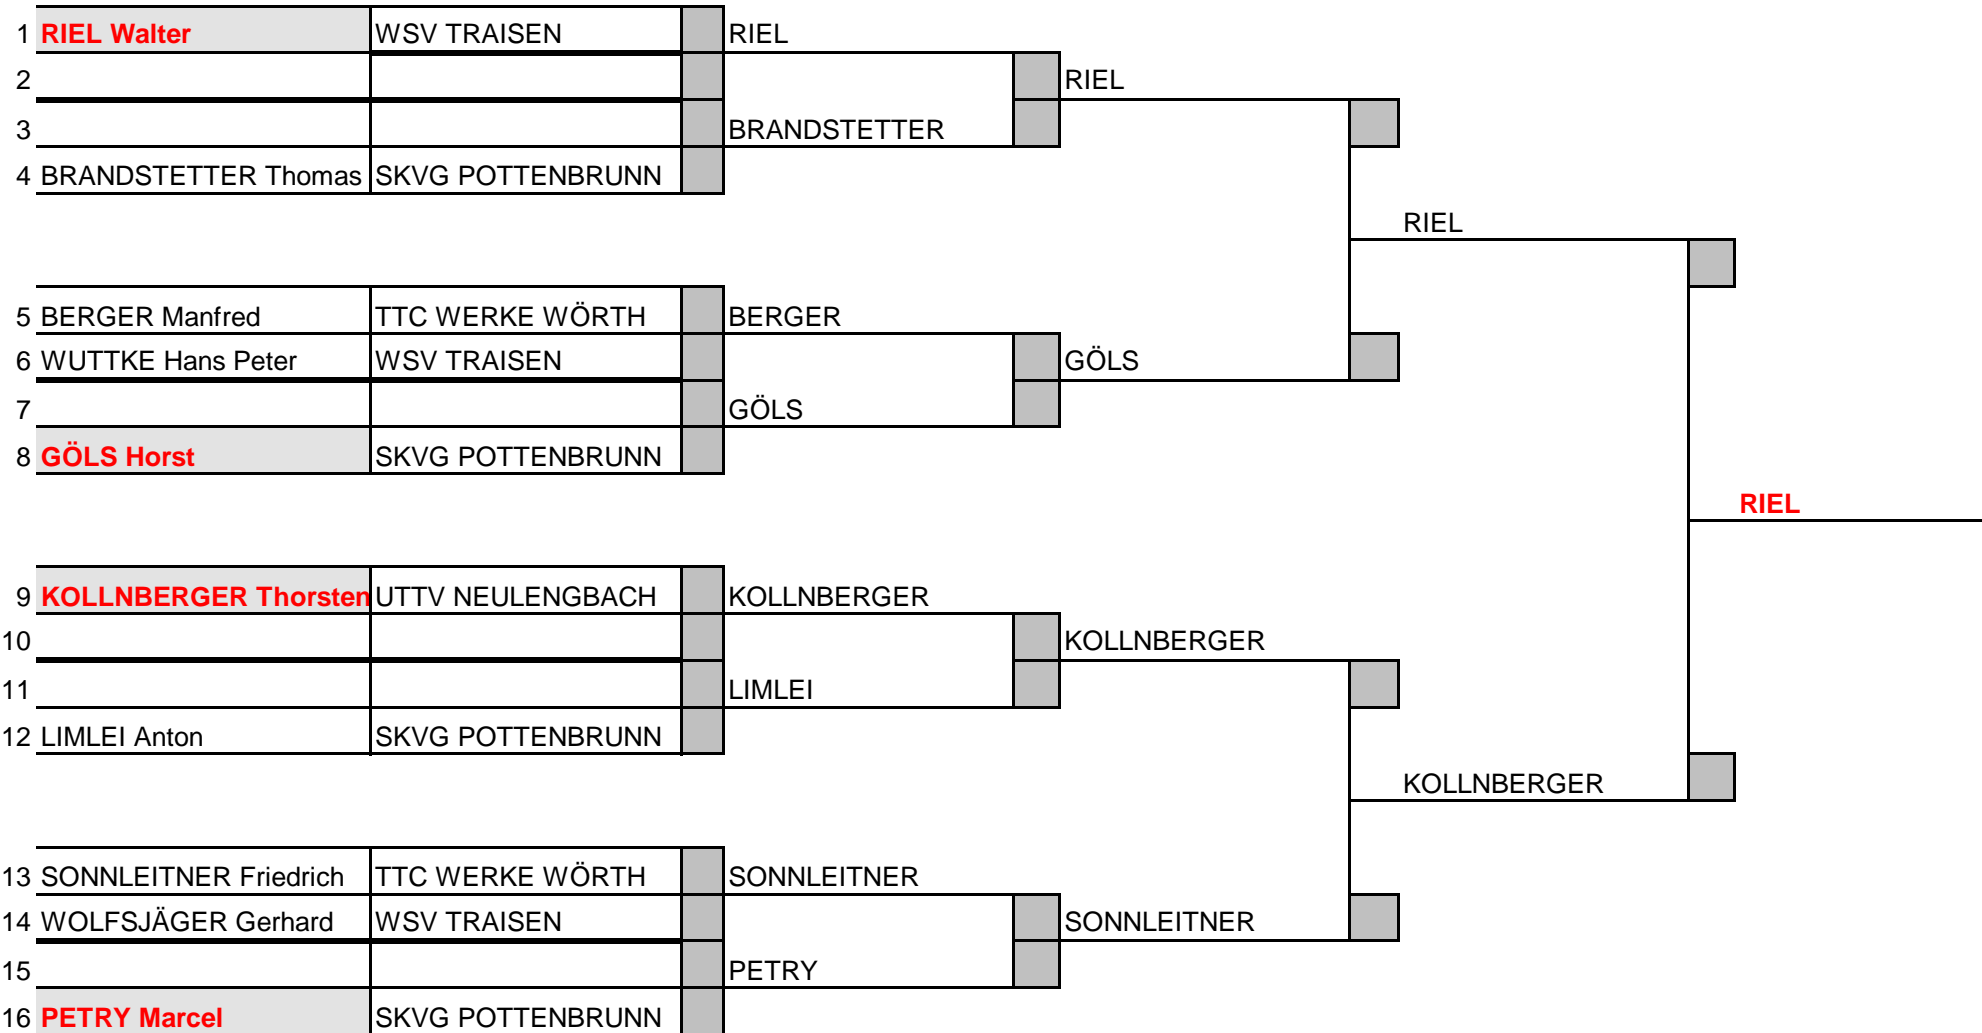 1 RIEL Walter WSV TRAISEN RIEL
2 RIEL
3 BRANDSTETTER
4 BRANDSTETTER Thomas SKVG POTTENBRUNN
RIEL
5 BERGER Manfred TTC WERKE WÖRTH BERGER
6 WUTTKE Hans Peter WSV TRAISEN GÖLS
7 GÖLS
8 GÖLS Horst SKVG POTTENBRUNN
RIEL
9 KOLLNBERGER Thorsten UTTV NEULENGBACH KOLLNBERGER
10 KOLLNBERGER
11 LIMLEI
12 LIMLEI Anton SKVG POTTENBRUNN
KOLLNBERGER
13 SONNLEITNER Friedrich TTC WERKE WÖRTH SONNLEITNER
14 WOLFSJÄGER Gerhard WSV TRAISEN SONNLEITNER
15 PETRY
16 PETRY Marcel SKVG POTTENBRUNN